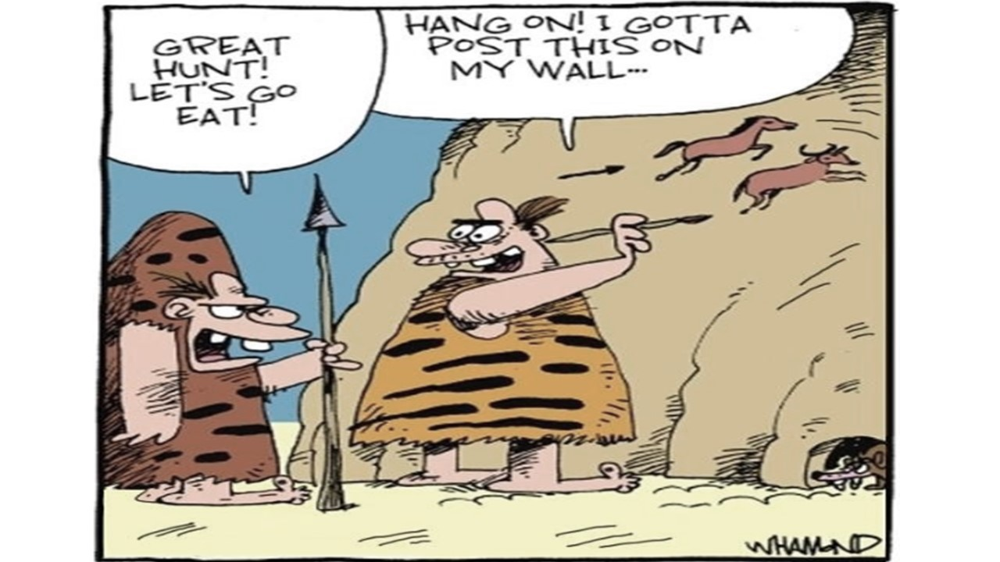 GREAT
HUNT!
LET'S GO
EAT!
HANG ON! I GOTTA
POST THIS ON
MY WALL...
WHAMOND